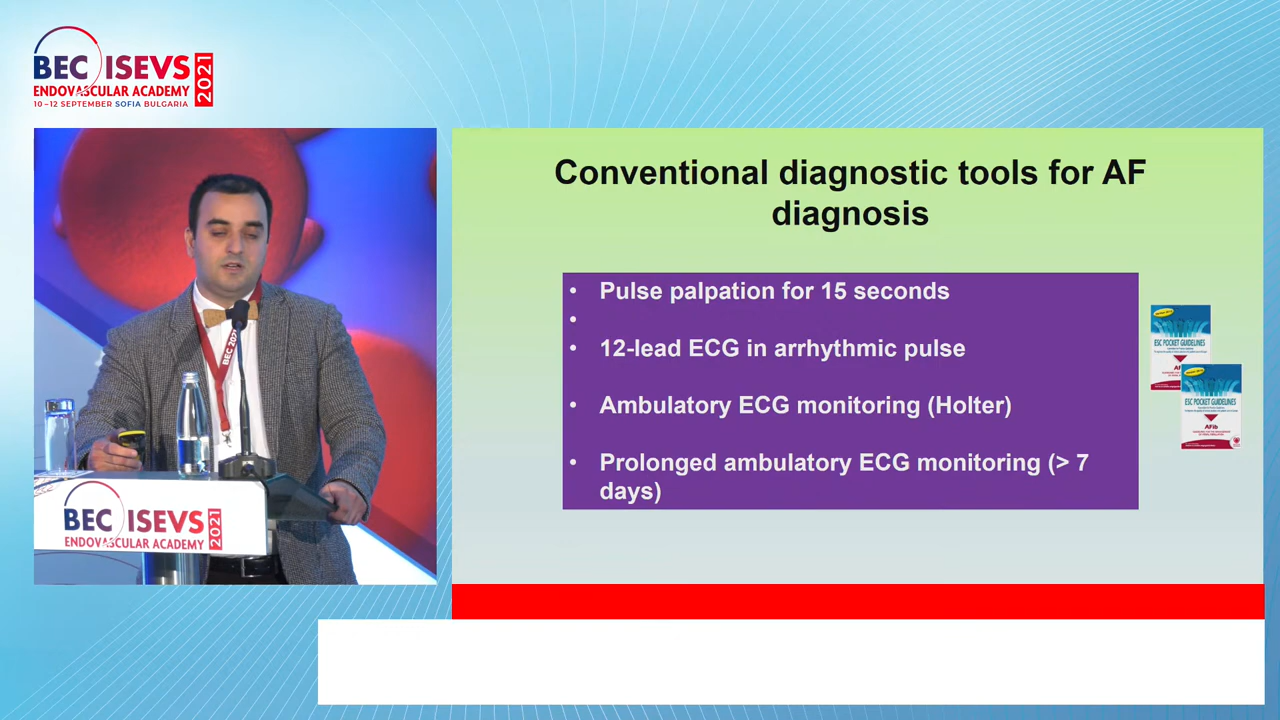 BEC ISEVS
2021
ENDOVASCULAR ACADEMY
10–12 SEPTEMBER SOFIA BULGARIA
Conventional diagnostic tools for AF
diagnosis
• Pulse palpation for 15 seconds
•
• 12-lead ECG in arrhythmic pulse
• Ambulatory ECG monitoring (Holter)
• Prolonged ambulatory ECG monitoring (> 7
days)
ESC POCKET GUIDELINES
ESC POCKET GUIDELINES
AFib
BEC 2021
BEC ISEVS
2021
ENDOVASCULAR ACADEMY